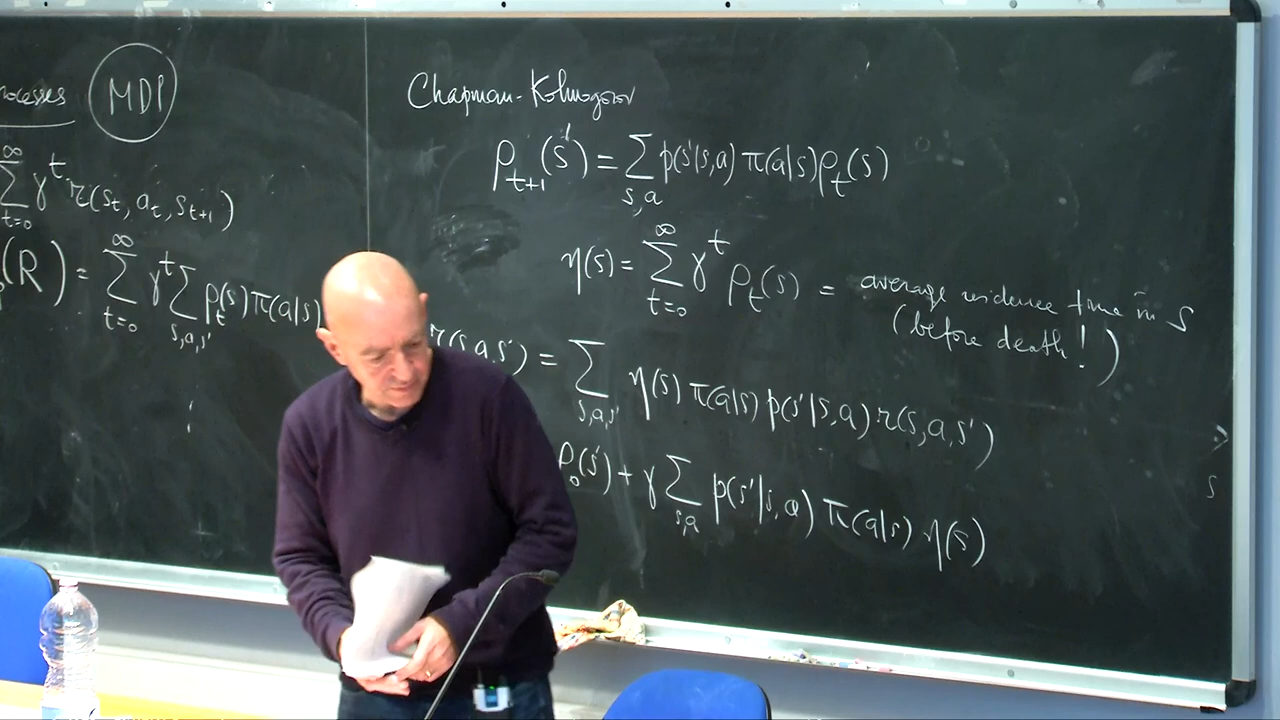 rocesses MDP
∞∑t=0 γ^t r(s_t, a_t, s_{t+1})
(R) = ∞∑t=0 γ^t ∑s,a,s' ρ_t(s) π(a|s)
Chapman-Kolmogorov
ρ_{t+1}(s') = ∑s,a p(s'|s,a) π(a|s) ρ_t(s)
η(s) = ∞∑t=0 γ^t ρ_t(s) = average residence time in s
(before death!)
r(s,a,s') = ∑s,a,s' η(s) π(a|s) p(s'|s,a) r(s,a,s')
ρ_0(s') + γ ∑s,a p(s'|s,a) π(a|s) η(s)